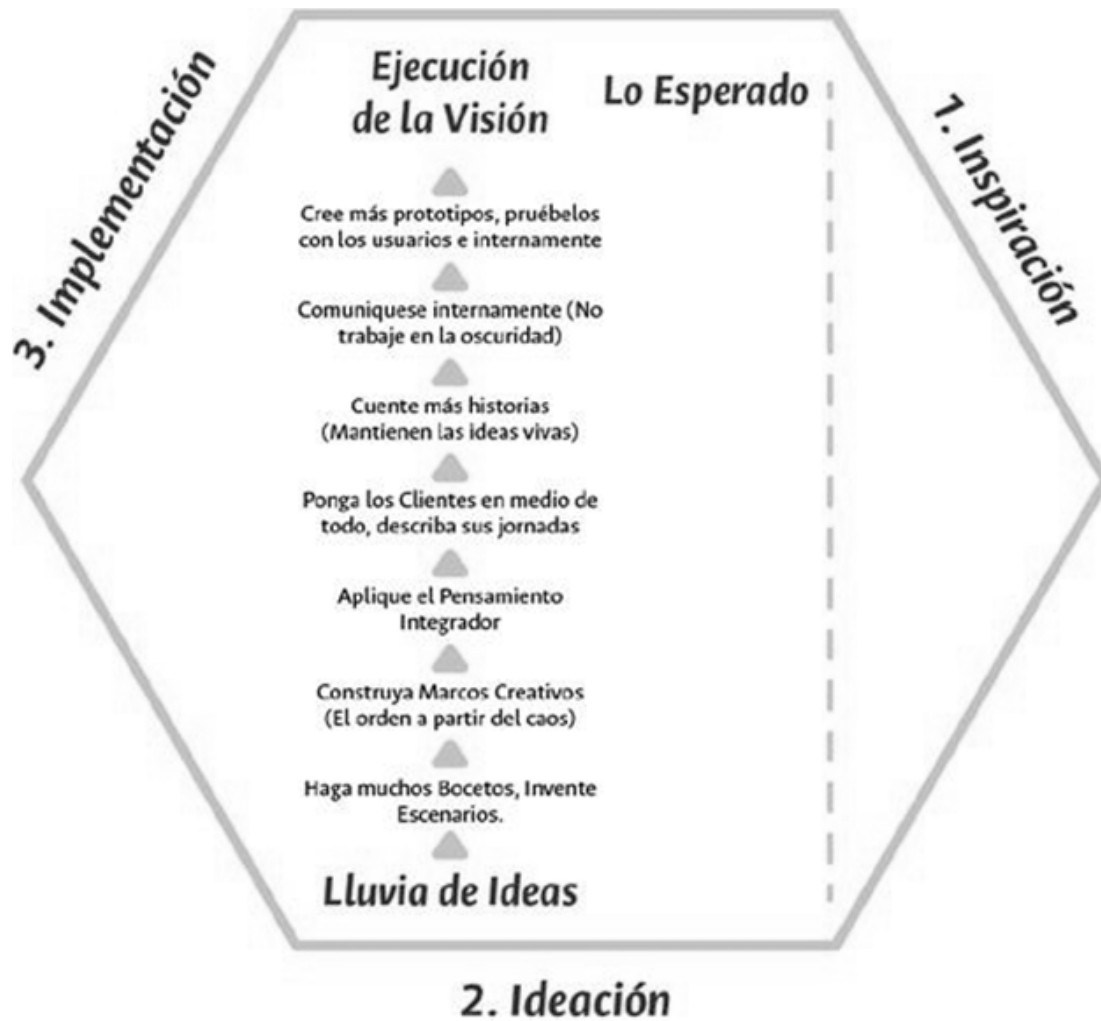 Ejecución
de la Visión
Lo Esperado
1. Inspiración
3. Implementación
Cree más prototipos, pruébelos
con los usuarios e internamente
Comuniquese internamente (No
trabaje en la oscuridad)
Cuente más historias
(Mantienen las ideas vivas)
Ponga los Clientes en medio de
todo, describa sus jornadas
Aplique el Pensamiento
Integrador
Construya Marcos Creativos
(El orden a partir del caos)
Haga muchos Bocetos, Invente
Escenarios.
Lluvia de Ideas
2. Ideación